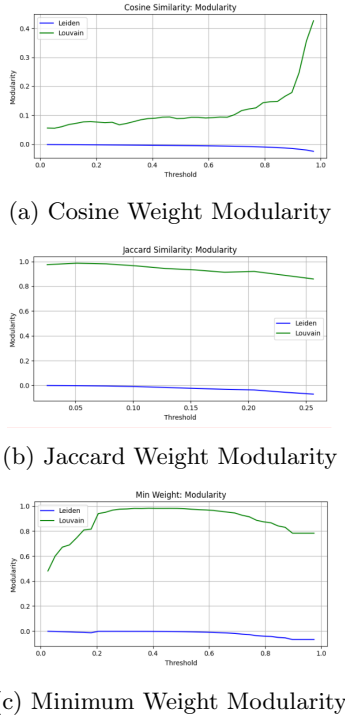 Cosine Similarity: Modularity
Leiden
Louvain
0.4
0.3
0.2
0.1
0.0
Modularity
0.0 0.2 0.4 0.6 0.8 1.0
Threshold
(a) Cosine Weight Modularity
Jaccard Similarity: Modularity
1.0
0.8
0.6
0.4
0.2
0.0
Modularity
Leiden
Louvain
0.05 0.10 0.15 0.20 0.25
Threshold
(b) Jaccard Weight Modularity
Min Weight: Modularity
Leiden
Louvain
1.0
0.8
0.6
0.4
0.2
0.0
Modularity
0.0 0.2 0.4 0.6 0.8 1.0
Threshold
c) Minimum Weight Modularity